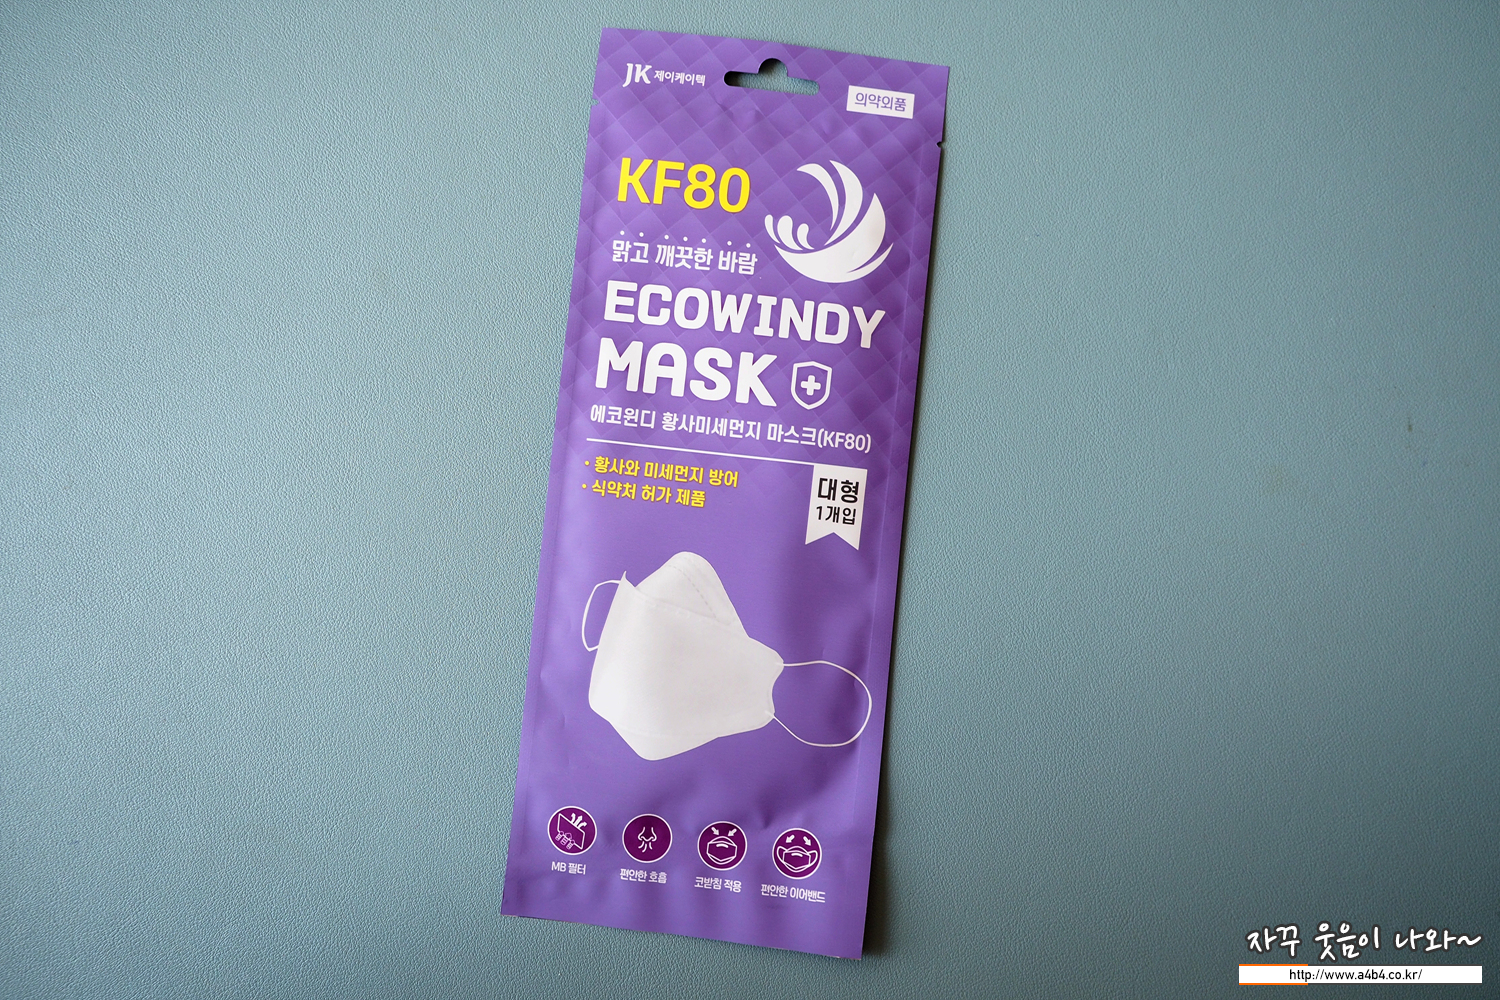 JK 제이케이텍
의약외품
KF80
맑고 깨끗한 바람
ECOWINDY
MASK
에코윈디 황사미세먼지 마스크(KF80)
• 황사와 미세먼지 방어
• 식약처 허가 제품
대형
1개입
MB 필터
편안한 호흡
코받침 적용
편안한 이어밴드
자꾸 웃음이 나와~
http://www.a4b4.co.kr/